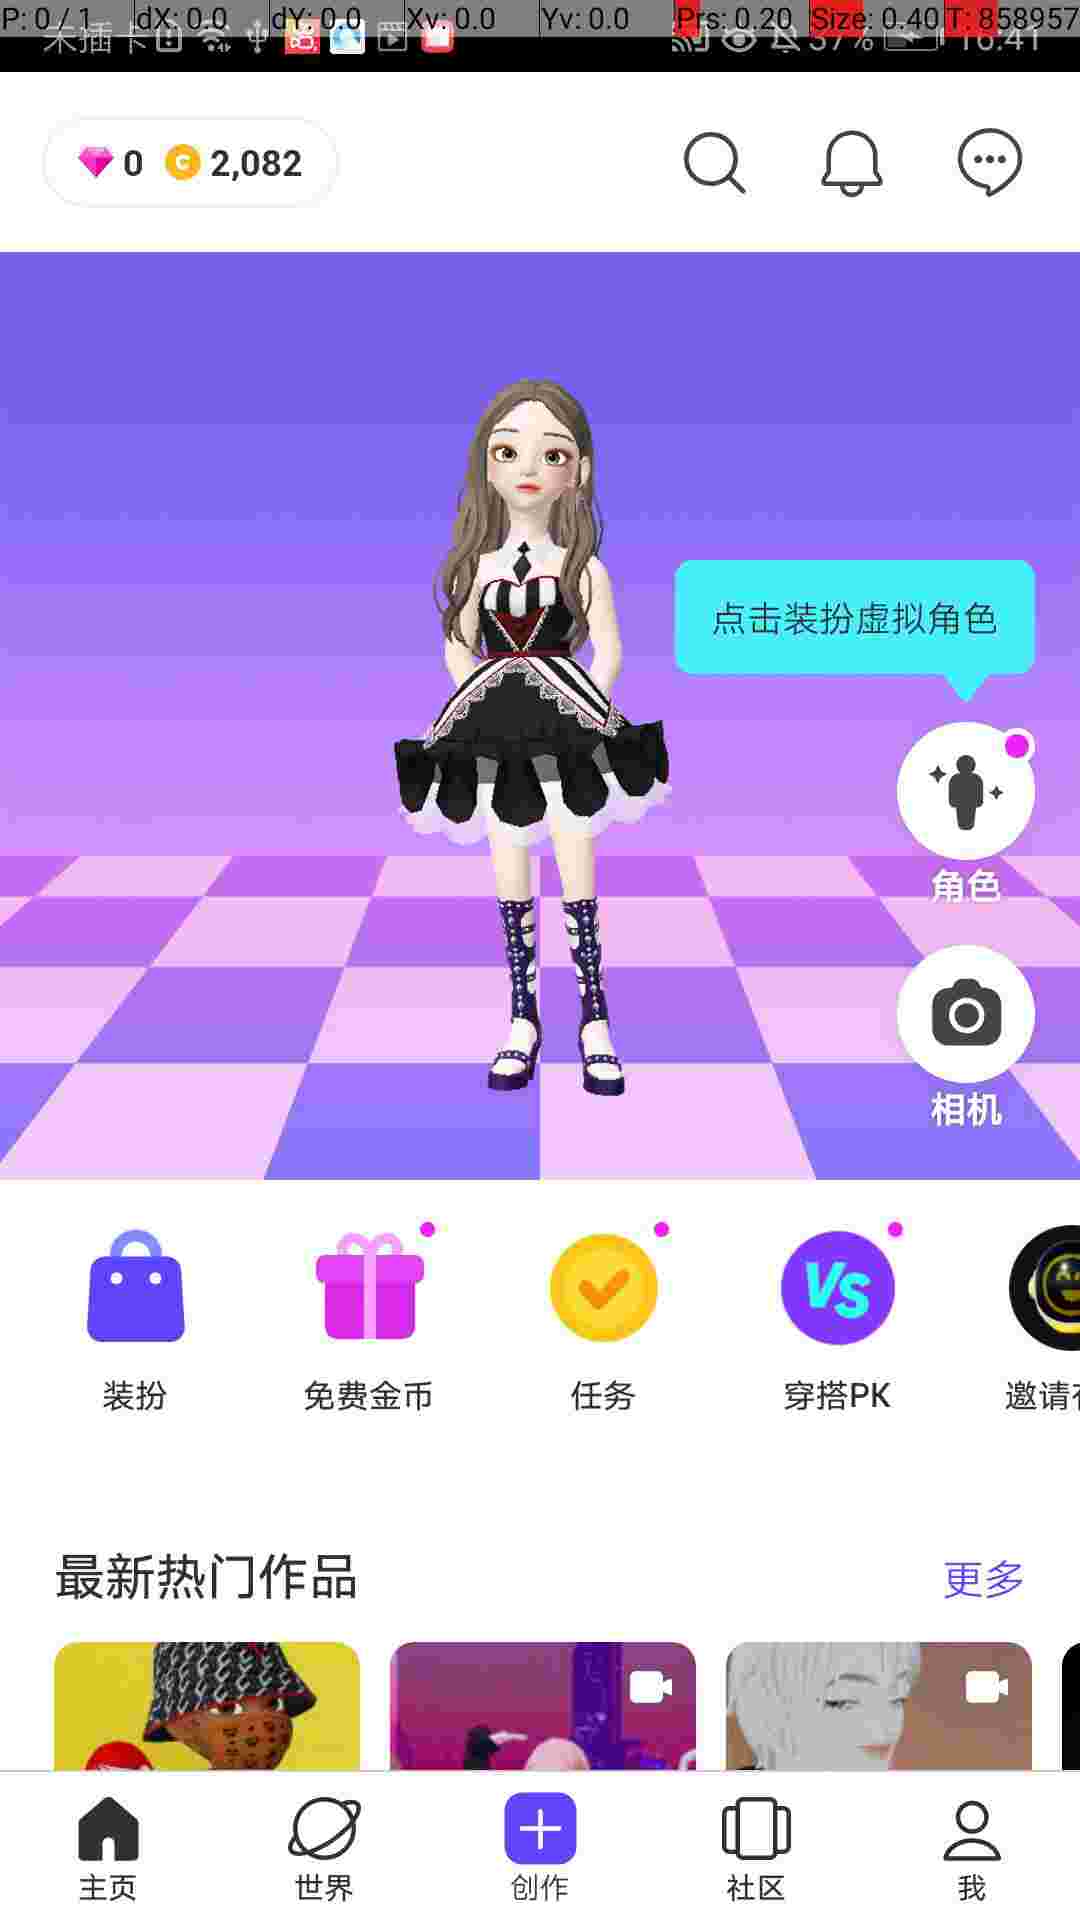 P: 0 / 1 dX: 0.0 dY: 0.0 Xv: 0.0 Yv: 0.0 Prs: 0.20 Size: 0.40 T: 858957
未插卡 37% 16:41
0 2,082
点击装扮虚拟角色
角色
相机
装扮 免费金币 任务 穿搭PK 邀请
最新热门作品 更多
主页 世界 创作 社区 我